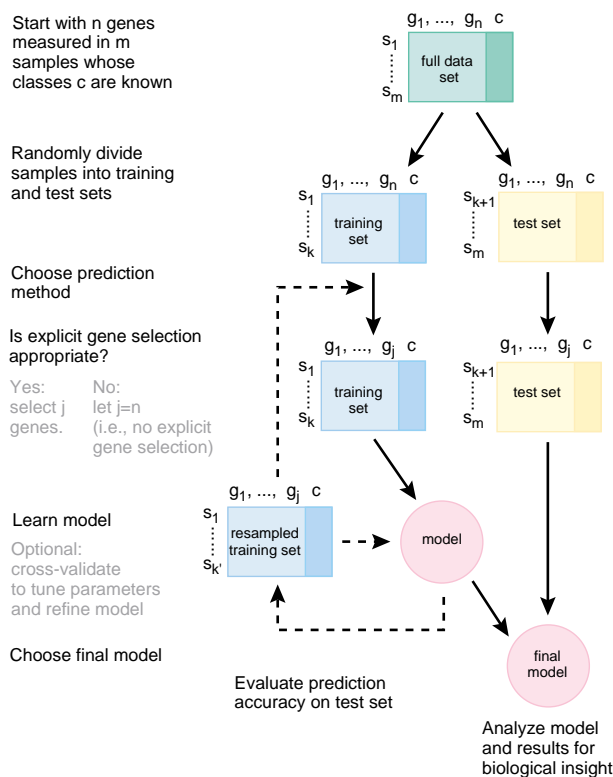 Start with n genes
measured in m
samples whose
classes c are known
g1, ..., gn c
s1
sm
full data
set
Randomly divide
samples into training
and test sets
g1, ..., gn c
s1
sk
training
set
g1, ..., gn c
sk+1
sm
test set
Choose prediction
method
Is explicit gene selection
appropriate?
Yes:
select j
genes.
No:
let j=n
(i.e., no explicit
gene selection)
g1, ..., gj c
s1
sk
training
set
g1, ..., gj c
sk+1
sm
test set
Learn model
Optional:
cross-validate
to tune parameters
and refine model
g1, ..., gj c
s1
sk'
resampled
training set
model
Choose final model
final
model
Evaluate prediction
accuracy on test set
Analyze model
and results for
biological insight